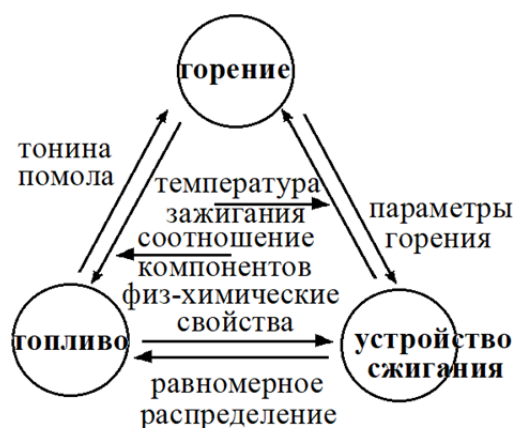 горение
тонина
помола
температура
зажигания
параметры
горения
соотношение
компонентов
физ-химические
свойства
топливо
устройство
сжигания
равномерное
распределение